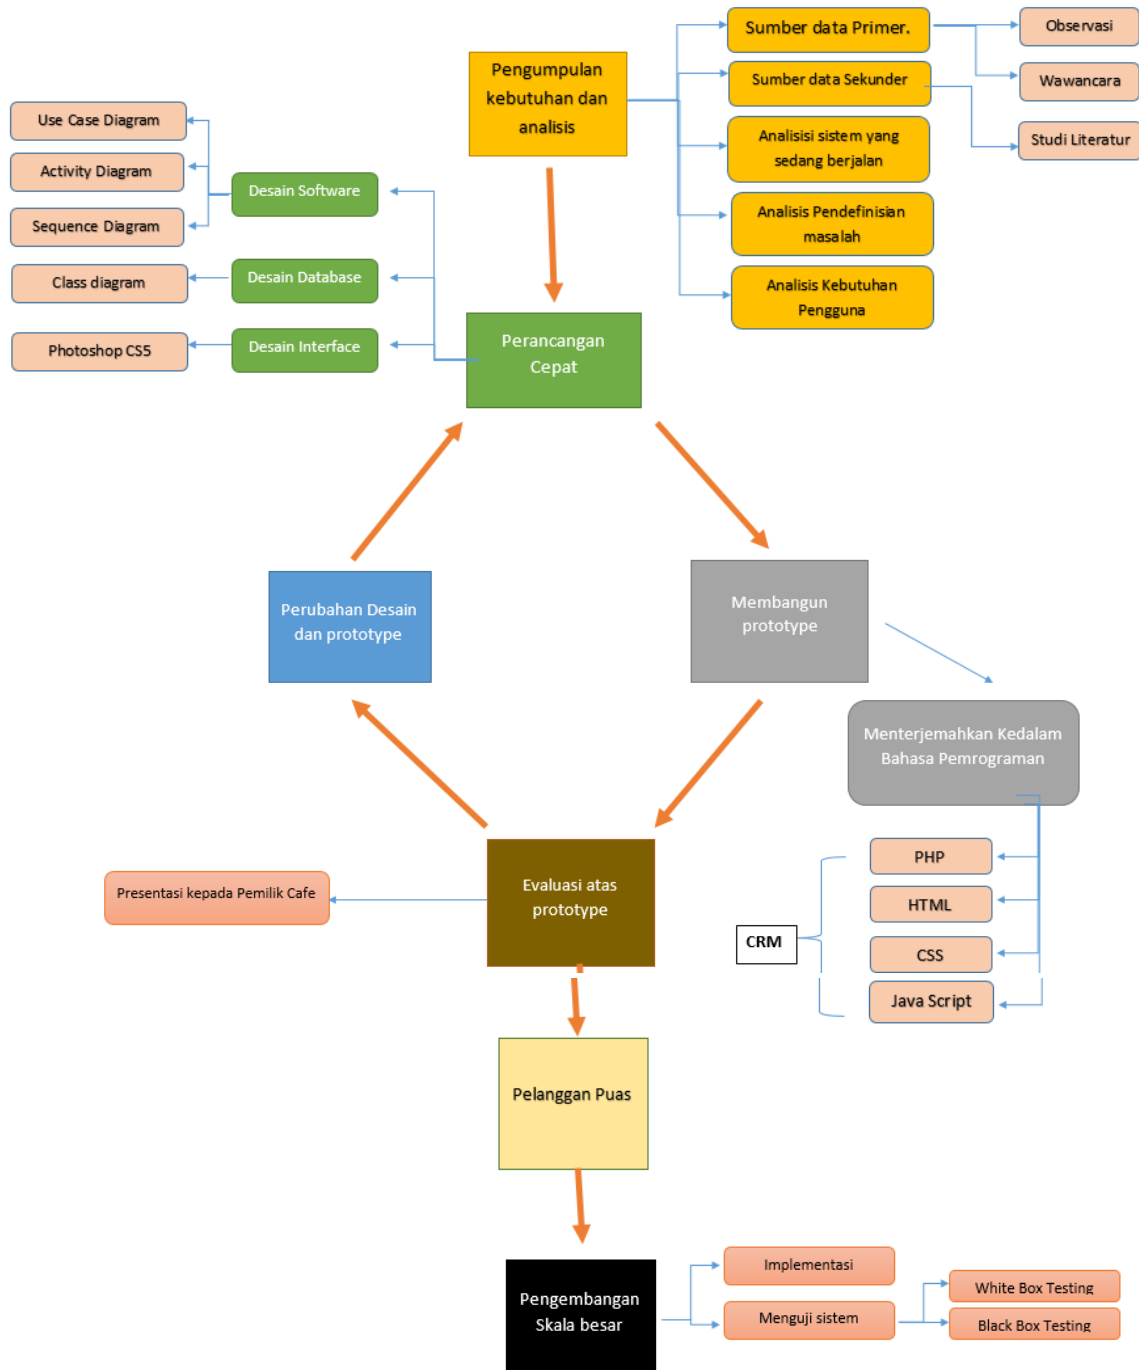 Pengumpulan
kebutuhan dan
analisis
Sumber data Primer.
Observasi
Wawancara
Sumber data Sekunder
Studi Literatur
Analisisi sistem yang
sedang berjalan
Analisis Pendefinisian
masalah
Analisis Kebutuhan
Pengguna
Use Case Diagram
Activity Diagram
Sequence Diagram
Class diagram
Photoshop CS5
Desain Software
Desain Database
Desain Interface
Perancangan
Cepat
Perubahan Desain
dan prototype
Membangun
prototype
Menterjemahkan Kedalam
Bahasa Pemrograman
PHP
HTML
CSS
Java Script
CRM
Evaluasi atas
prototype
Presentasi kepada Pemilik Cafe
Pelanggan Puas
Pengembangan
Skala besar
Implementasi
Menguji sistem
White Box Testing
Black Box Testing